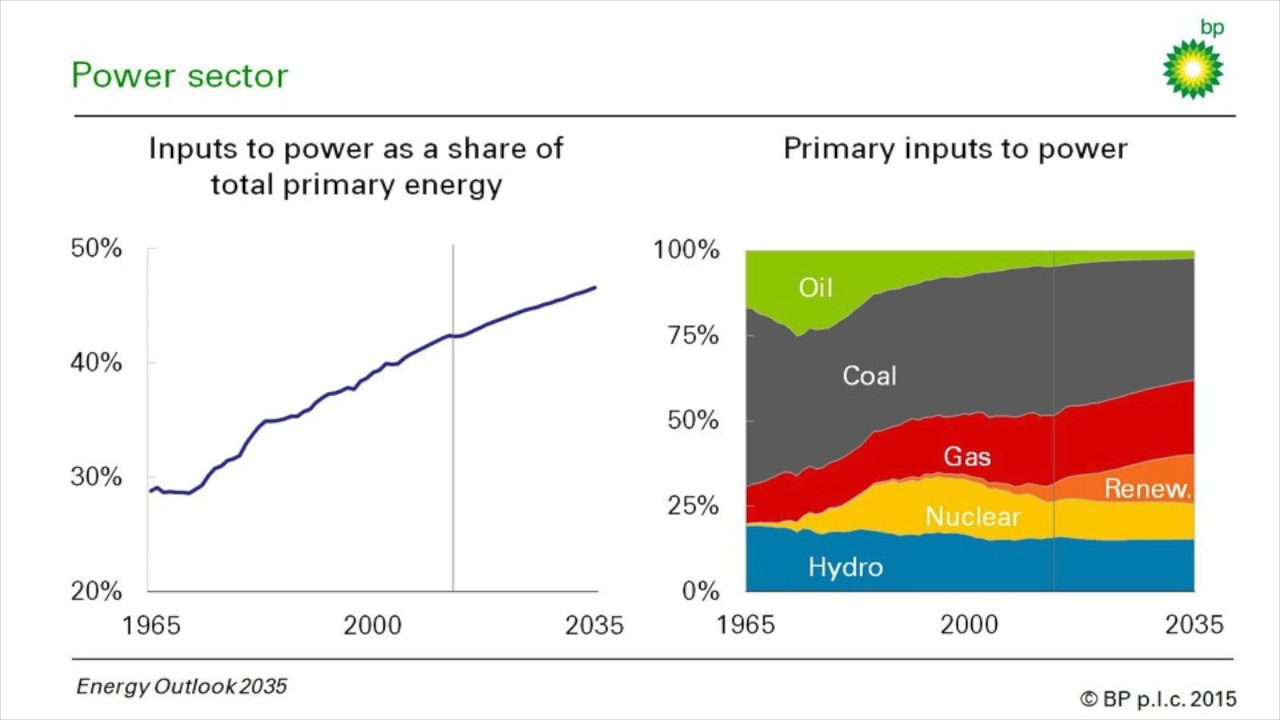 bp
Power sector
Inputs to power as a share of
total primary energy
50%
40%
30%
20%
1965
2000
2035
Primary inputs to power
100%
75%
50%
25%
0%
Oil
Coal
Gas
Renew.
Nuclear
Hydro
1965
2000
2035
Energy Outlook 2035
© BP p.l.c. 2015